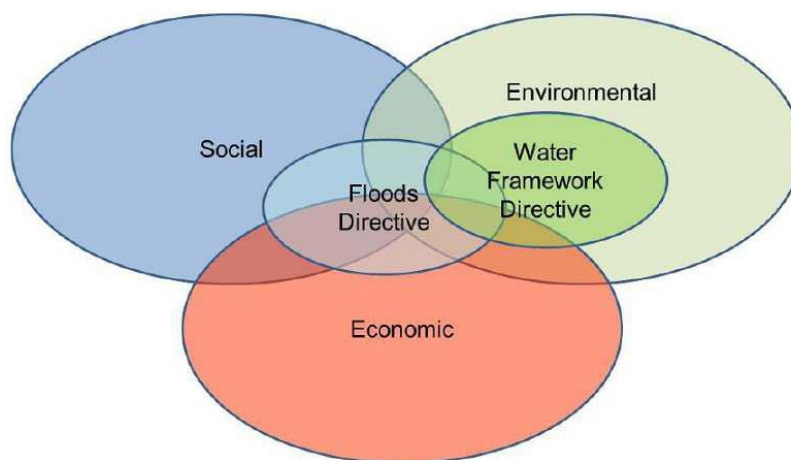 Environmental
Social
Water
Framework
Directive
Floods
Directive
Economic